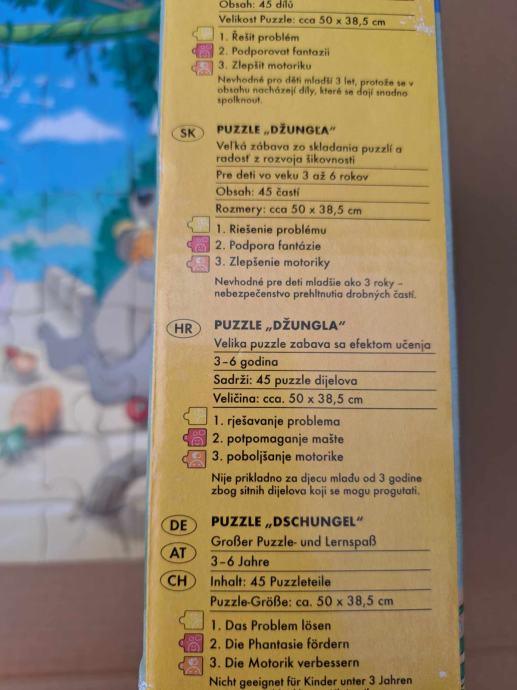 Obsah: 45 dílů
Velikost Puzzle: cca 50 x 38,5 cm
1. Řešit problém
2. Podporovat fantazii
3. Zlepšit motoriku
Nevhodné pro děti mladší 3 let, protože se v
obsahu nacházejí díly, které se dají snadno
spolknout.
SK
PUZZLE „DŽUNGĽA“
Veľká zábava zo skladania puzzlí a
radosť z rozvoja šikovnosti
Pre deti vo veku 3 až 6 rokov
Obsah: 45 častí
Rozmery: cca 50 x 38,5 cm
1. Riešenie problému
2. Podpora fantázie
3. Zlepšenie motoriky
Nevhodné pre deti mladšie ako 3 roky –
nebezpečenstvo prehltnutia drobných častí.
HR
PUZZLE „DŽUNGLA“
Velika puzzle zabava sa efektom učenja
3–6 godina
Sadrži: 45 puzzle dijelova
Veličina: cca. 50 x 38,5 cm
1. rješavanje problema
2. potpomaganje mašte
3. poboljšanje motorike
Nije prikladno za djecu mlađu od 3 godine
zbog sitnih dijelova koji se mogu progutati.
DE
AT
CH
PUZZLE „DSCHUNGEL“
Großer Puzzle- und Lernspaß
3–6 Jahre
Inhalt: 45 Puzzleteile
Puzzle-Größe: ca. 50 x 38,5 cm
1. Das Problem lösen
2. Die Phantasie fördern
3. Die Motorik verbessern
Nicht geeignet für Kinder unter 3 Jahren